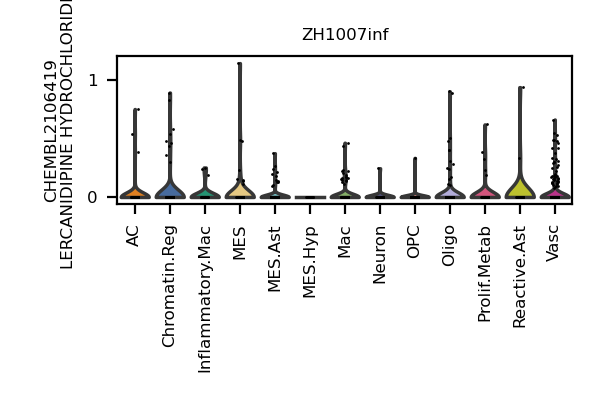 ZH1007inf
CHEMBL2106419
LERCANIDIPINE HYDROCHLORIDE
1
0
AC
Chromatin.Reg
Inflammatory.Mac
MES
MES.Ast
MES.Hyp
Mac
Neuron
OPC
Oligo
Prolif.Metab
Reactive.Ast
Vasc